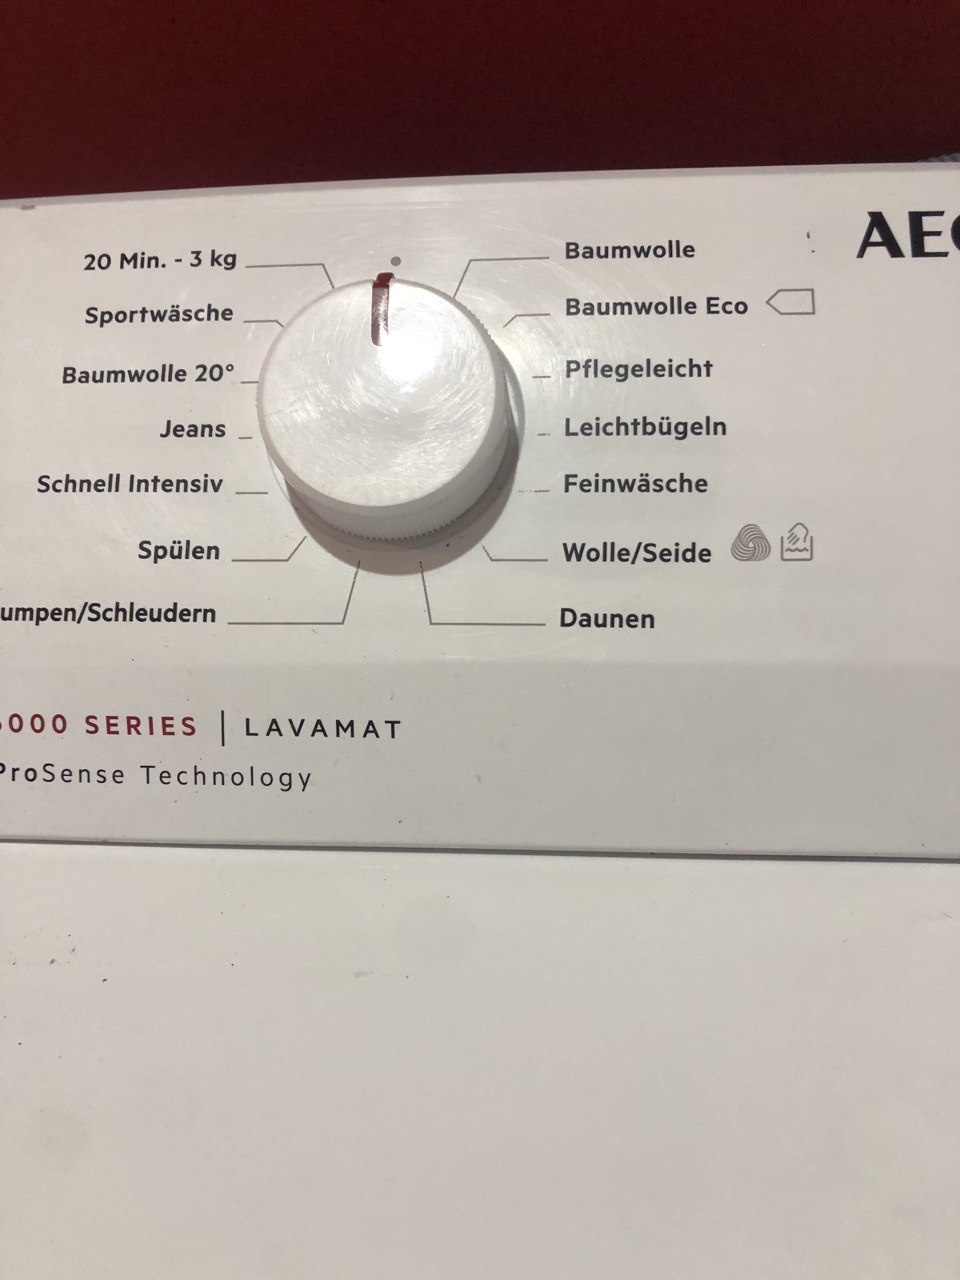 AEG
20 Min. - 3 kg
Sportwäsche
Baumwolle 20°
Jeans
Schnell Intensiv
Spülen
umpen/Schleudern
Baumwolle
Baumwolle Eco
Pflegeleicht
Leichtbügeln
Feinwäsche
Wolle/Seide
Daunen
000 SERIES | LAVAMAT
ProSense Technology